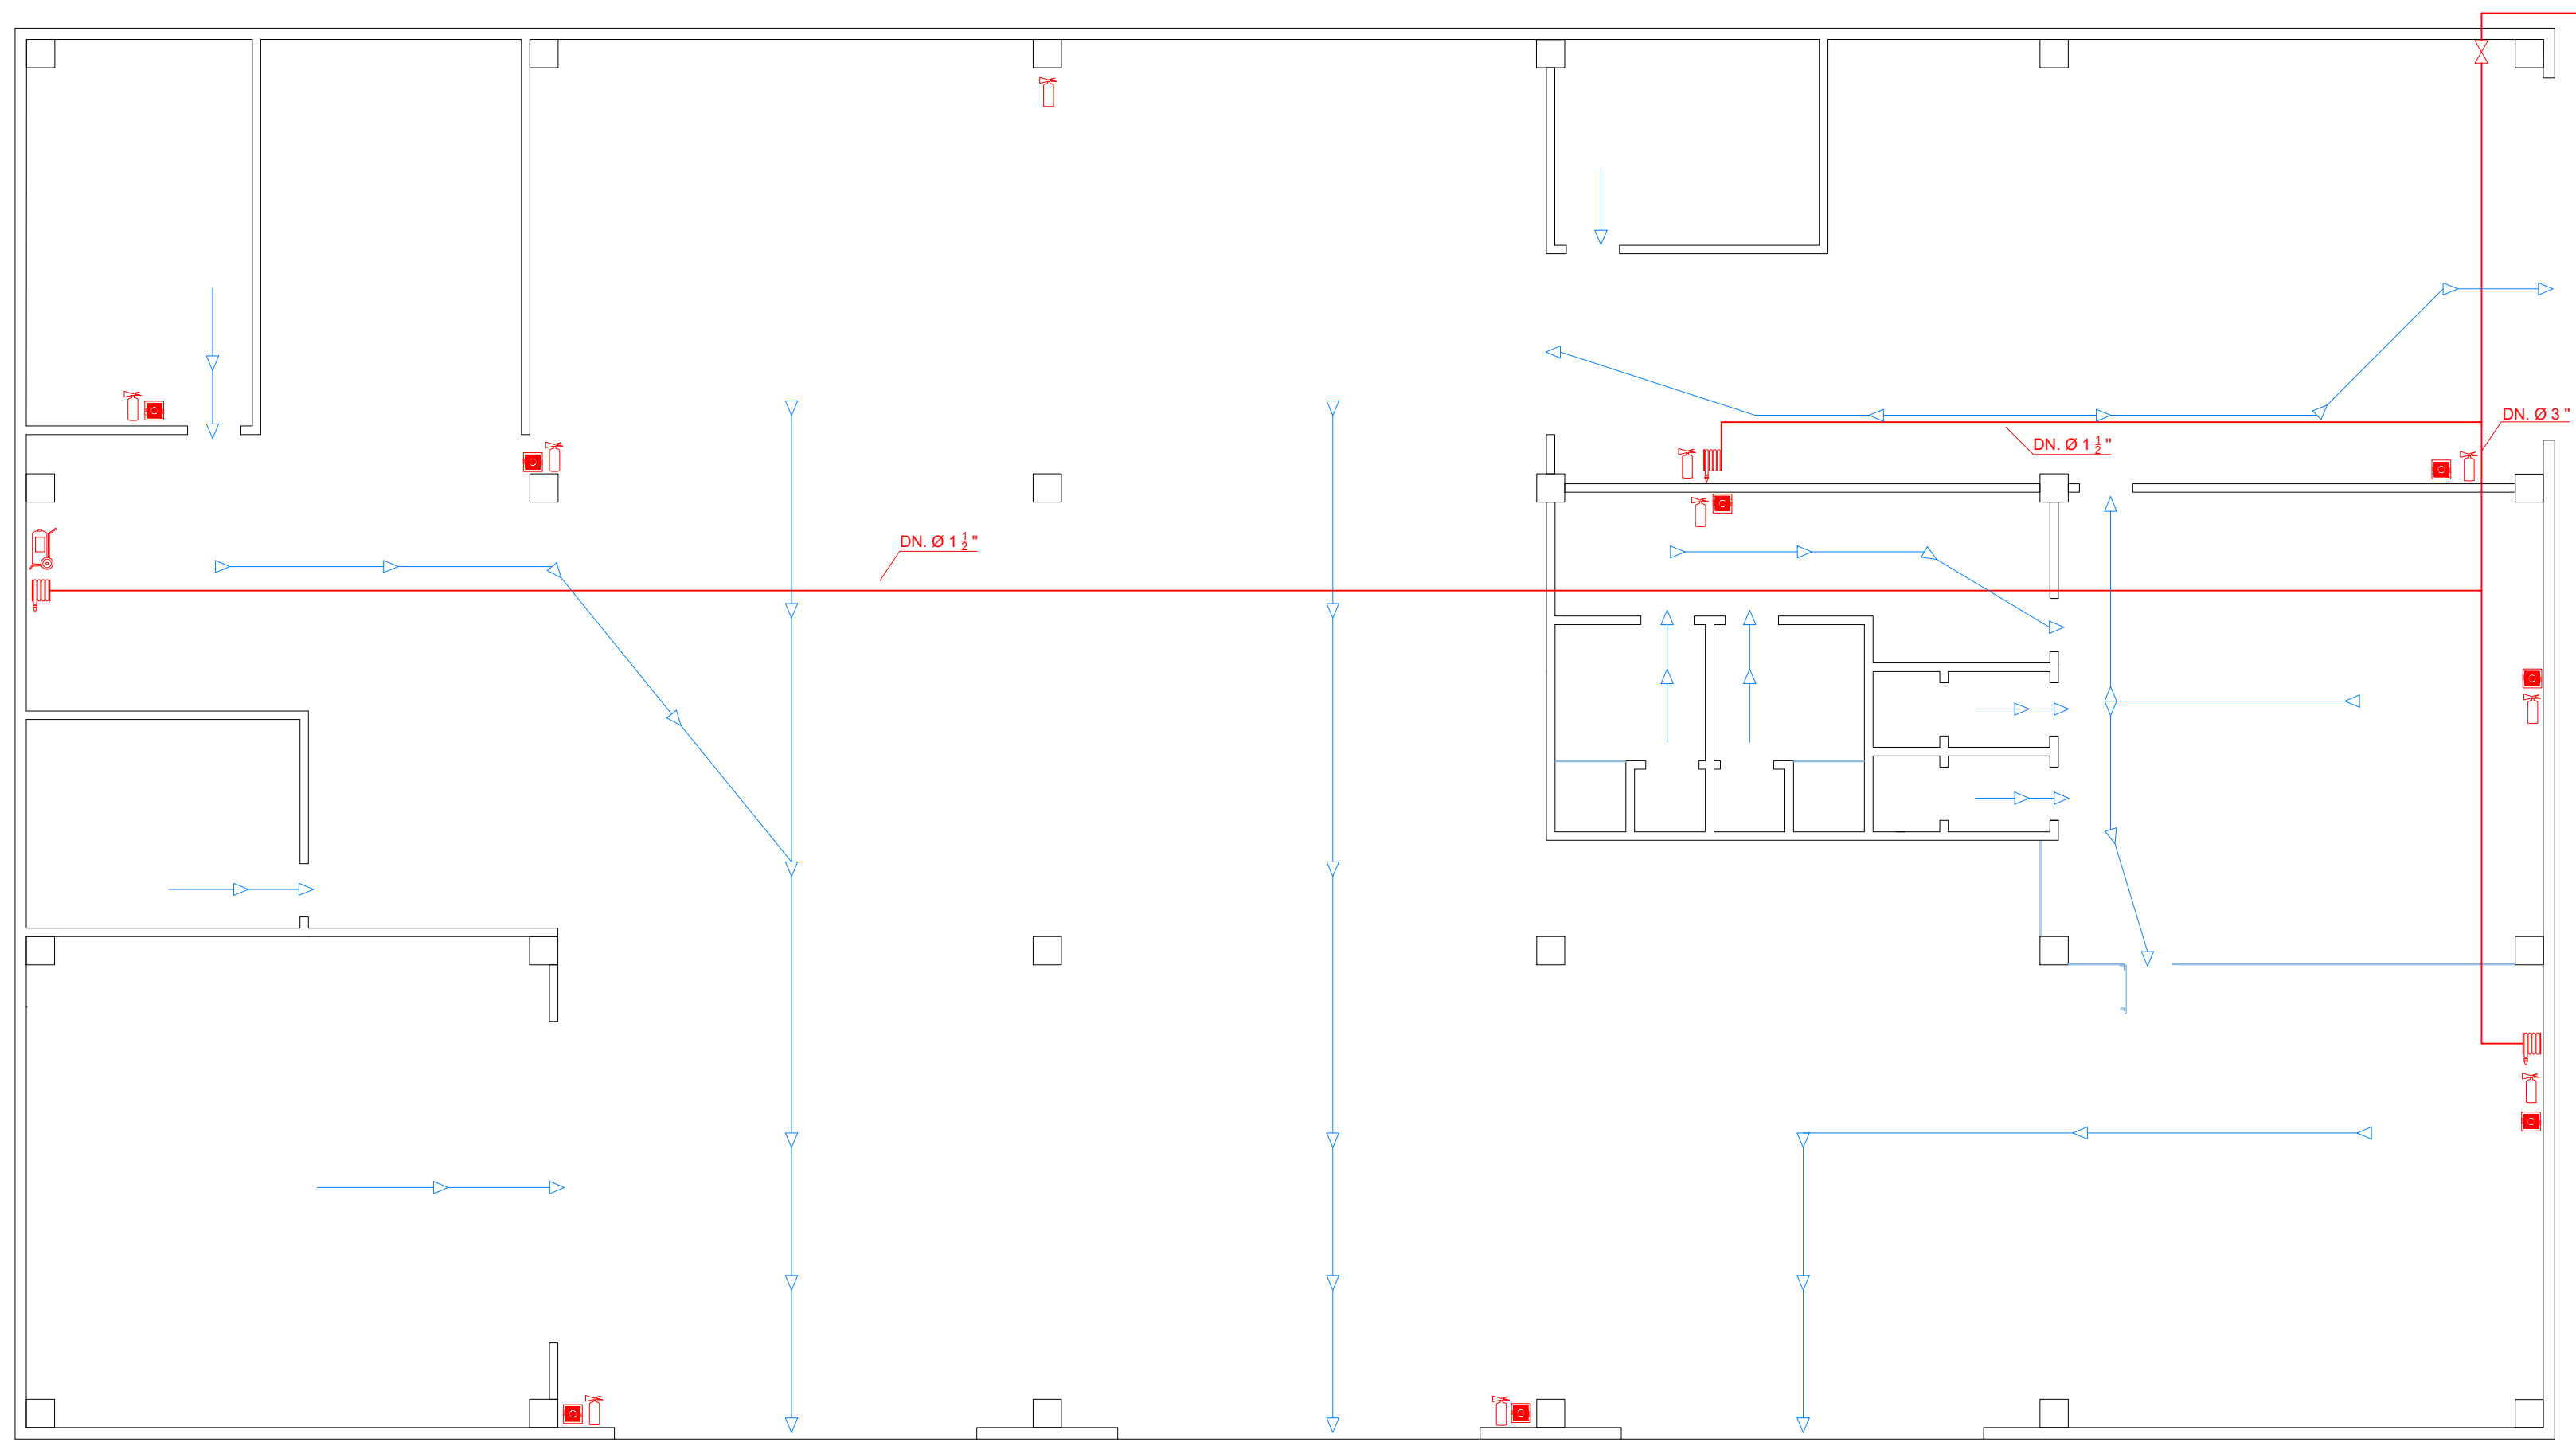 DN. Ø 3 "
DN. Ø 1 1/2 "
DN. Ø 1 1/2 "